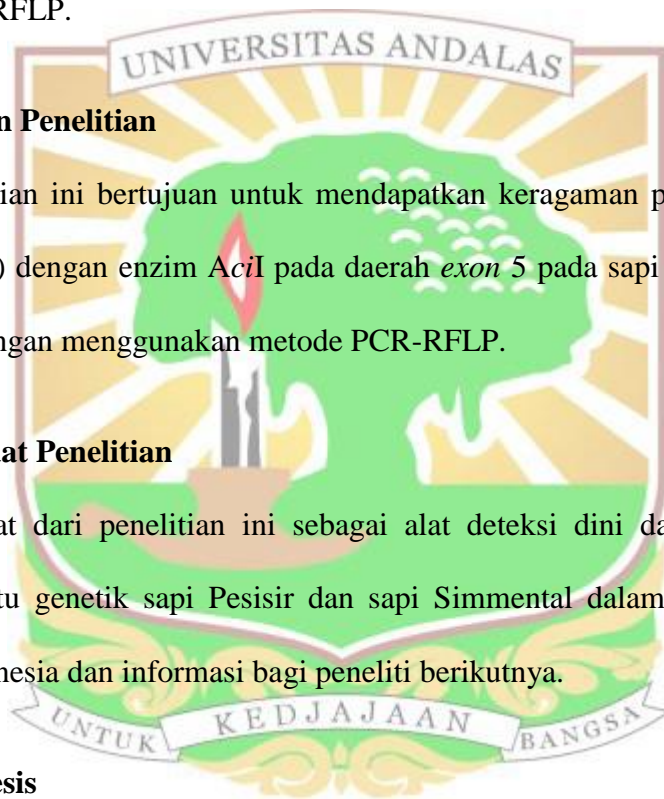 RFLP.
UNIVERSITAS ANDALAS
n Penelitian
ian ini bertujuan untuk mendapatkan keragaman p
) dengan enzim AciI pada daerah exon 5 pada sapi
ngan menggunakan metode PCR-RFLP.
at Penelitian
at dari penelitian ini sebagai alat deteksi dini da
tu genetik sapi Pesisir dan sapi Simmental dalam
nesia dan informasi bagi peneliti berikutnya.
UNTUK KEDJAJAAN BANGSA
esis